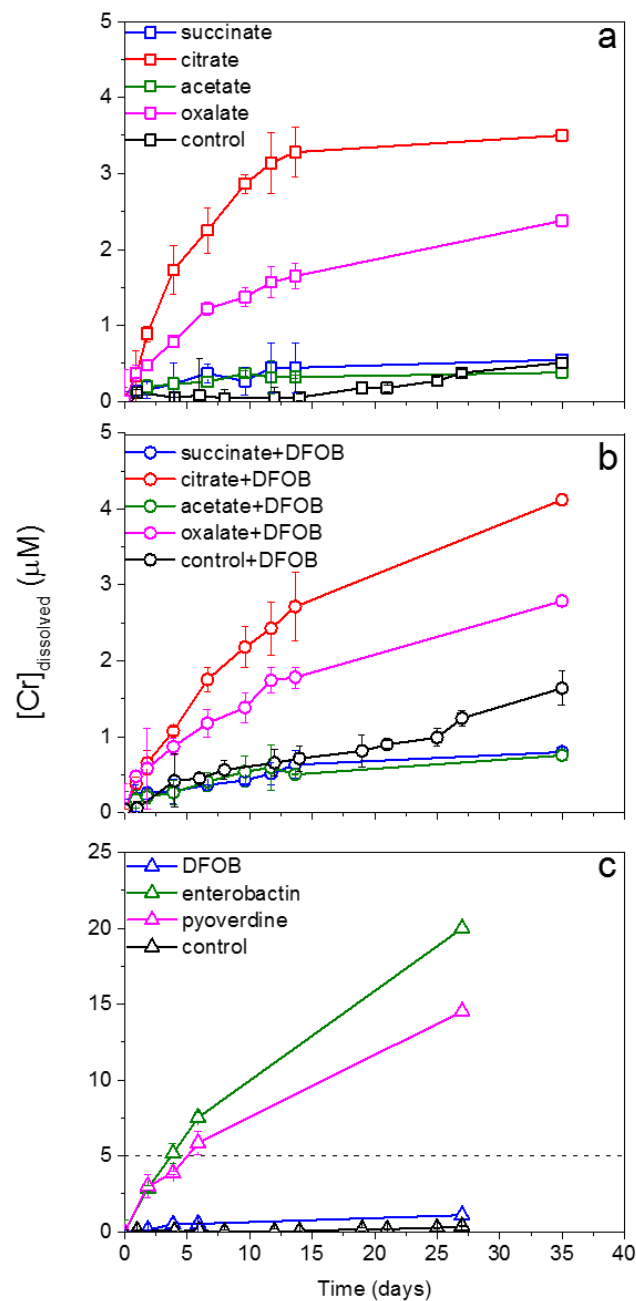 a
5
succinate
citrate
4
acetate
oxalate
3
control
2
1
0
b
5
succinate+DFOB
citrate+DFOB
4
acetate+DFOB
oxalate+DFOB
3
control+DFOB
2
1
0
[Cr]dissolved (μM)
c
25
DFOB
enterobactin
20
pyoverdine
control
15
10
5
0
0 5 10 15 20 25 30 35 40
Time (days)